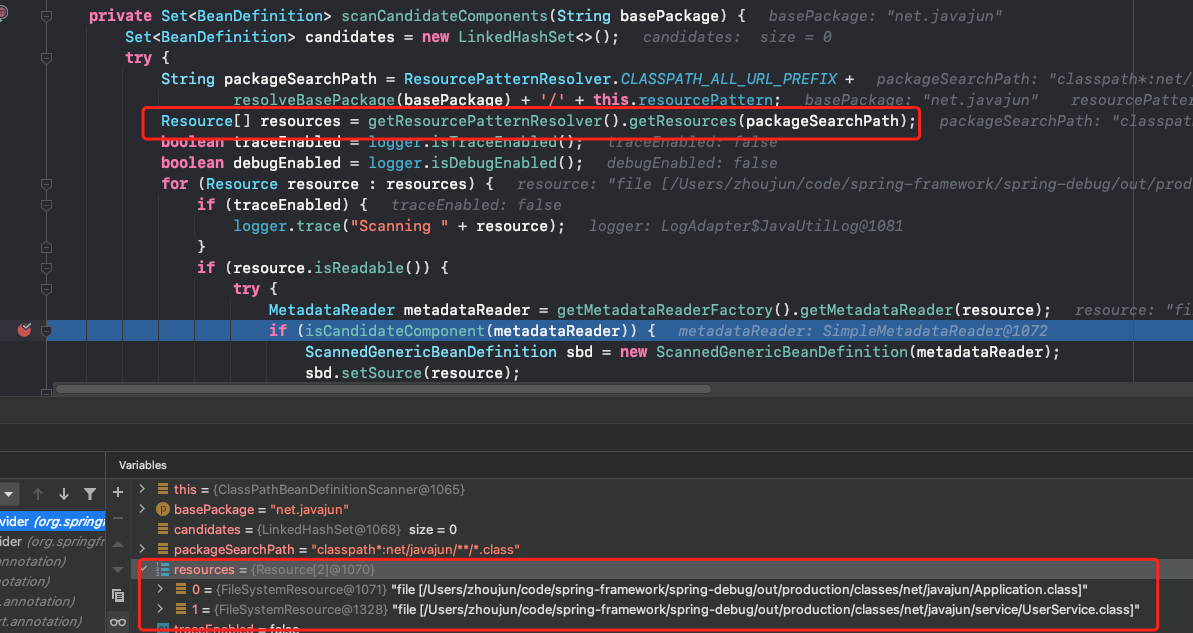 private Set<BeanDefinition> scanCandidateComponents(String basePackage) { basePackage: "net.javajun"
Set<BeanDefinition> candidates = new LinkedHashSet<>(); candidates: size = 0
try {
String packageSearchPath = ResourcePatternResolver.CLASSPATH_ALL_URL_PREFIX + packageSearchPath: "classpath*:net/
resolveBasePackage(basePackage) + '/' + this.resourcePattern; basePackage: "net.javajun" resourcePatter
Resource[] resources = getResourcePatternResolver().getResources(packageSearchPath); packageSearchPath: "classpat
boolean traceEnabled = logger.isTraceEnabled(); traceEnabled: false
boolean debugEnabled = logger.isDebugEnabled(); debugEnabled: false
for (Resource resource : resources) { resource: "file [/Users/zhoujun/code/spring-framework/spring-debug/out/prod
if (traceEnabled) { traceEnabled: false
logger.trace("Scanning " + resource); logger: LogAdapter$JavaUtilLog@1081
}
if (resource.isReadable()) {
try {
MetadataReader metadataReader = getMetadataReaderFactory().getMetadataReader(resource); resource: "fi
if (isCandidateComponent(metadataReader)) { metadataReader: SimpleMetadataReader@1072
ScannedGenericBeanDefinition sbd = new ScannedGenericBeanDefinition(metadataReader);
sbd.setSource(resource);
Variables
this = {ClassPathBeanDefinitionScanner@1065}
p basePackage = "net.javajun"
vider (org.springf
candidates = {LinkedHashSet@1068} size = 0
ider (org.springfr
packageSearchPath = "classpath*:net/javajun/**/*.class"
nnotation)
resources = {Resource[2]@1070}
notation)
0 = {FileSystemResource@1071} "file [/Users/zhoujun/code/spring-framework/spring-debug/out/production/classes/net/javajun/Application.class]"
.annotation)
1 = {FileSystemResource@1328} "file [/Users/zhoujun/code/spring-framework/spring-debug/out/production/classes/net/javajun/service/UserService.class]"
rt.annotation)
traceEnabled = false